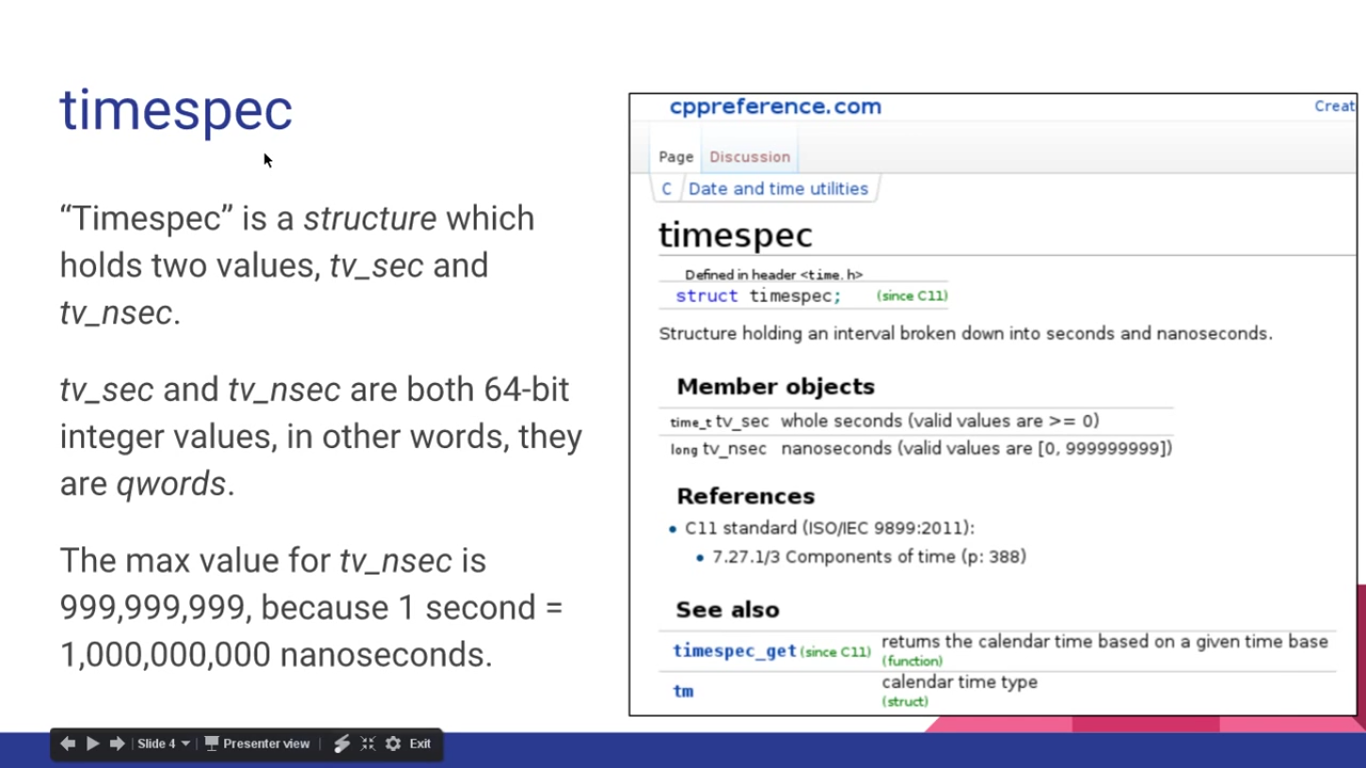 timespec
“Timespec” is a structure which
holds two values, tv_sec and
tv_nsec.
tv_sec and tv_nsec are both 64-bit
integer values, in other words, they
are qwords.
The max value for tv_nsec is
999,999,999, because 1 second =
1,000,000,000 nanoseconds.
cppreference.com
Creat
Page Discussion
C Date and time utilities
timespec
Defined in header <time.h>
struct timespec; (since C11)
Structure holding an interval broken down into seconds and nanoseconds.
Member objects
time_t tv_sec whole seconds (valid values are >= 0)
long tv_nsec nanoseconds (valid values are [0, 999999999])
References
• C11 standard (ISO/IEC 9899:2011):
• 7.27.1/3 Components of time (p: 388)
See also
timespec_get (since C11) returns the calendar time based on a given time base
(function)
tm calendar time type
(struct)
Slide 4 Presenter view Exit